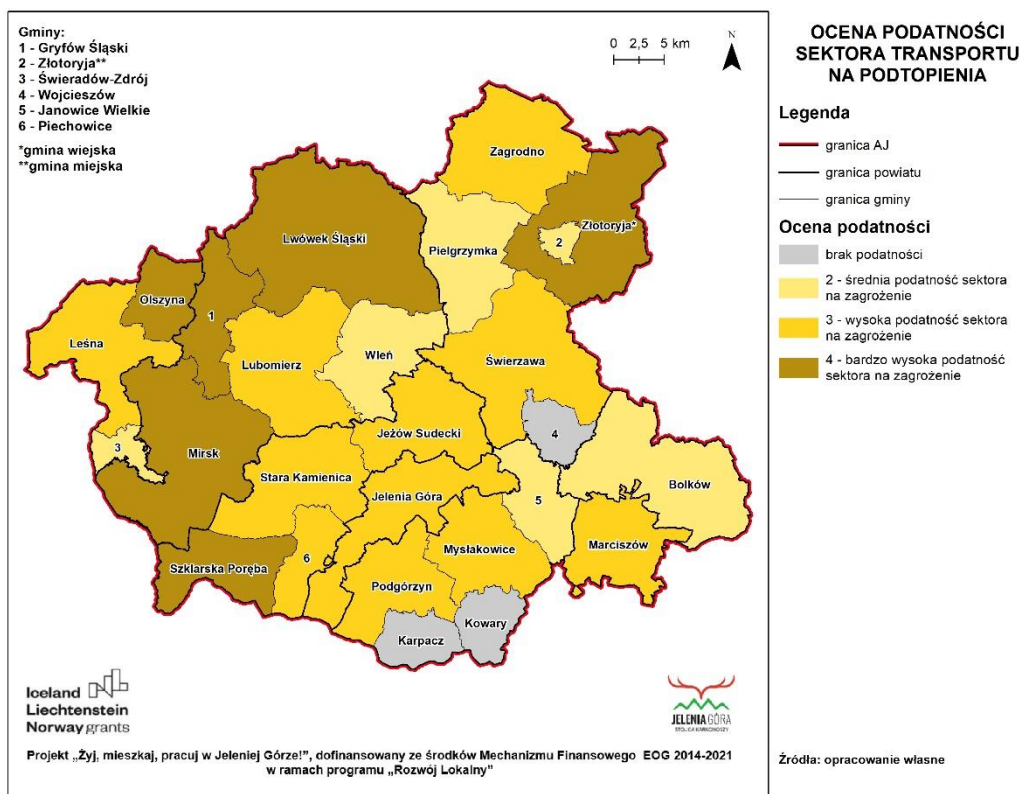 Gminy:
1 - Gryfów Śląski
2 - Złotoryja**
3 - Świeradów-Zdrój
4 - Wojcieszów
5 - Janowice Wielkie
6 - Piechowice
*gmina wiejska
**gmina miejska
0 2,5 5 km
N
OCENA PODATNOŚCI
SEKTORA TRANSPORTU
NA PODTOPIENIA
Legenda
granica AJ
granica powiatu
granica gminy
Ocena podatności
brak podatności
2 - średnia podatność sektora
na zagrożenie
3 - wysoka podatność sektora
na zagrożenie
4 - bardzo wysoka podatność
sektora na zagrożenie
Zagrodno
Złotoryja*
2
Pielgrzymka
Lwówek Śląski
Olszyna
1
Leśna
Lubomierz
Wleń
Świerzawa
4
Jeżów Sudecki
Mirsk
3
Stara Kamienica
Jelenia Góra
5
Bolków
Marciszów
Mysłakowice
6
Szklarska Poręba
Podgórzyn
Kowary
Karpacz
Iceland
Liechtenstein
Norway grants
JELENIA GÓRA
STOLICA KARKONOSZY
Projekt „Żyj, mieszkaj, pracuj w Jeleniej Górze!”, dofinansowany ze środków Mechanizmu Finansowego EOG 2014-2021
w ramach programu „Rozwój Lokalny”
Źródła: opracowanie własne